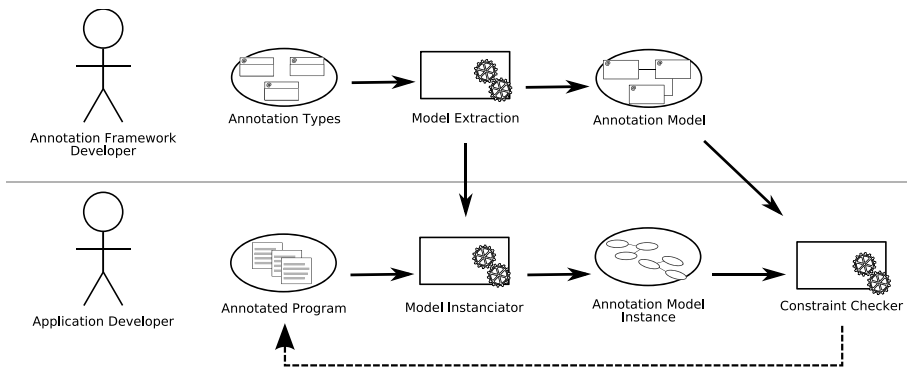 Annotation Types
Model Extraction
Annotation Model
Annotation Framework
Developer
Annotated Program
Model Instanciator
Annotation Model
Instance
Constraint Checker
Application Developer